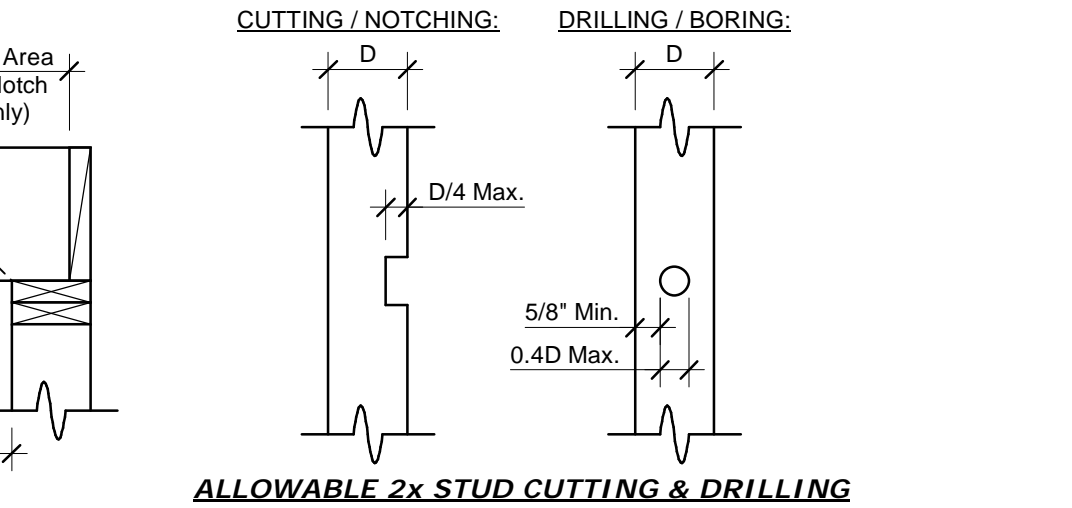 CUTTING / NOTCHING:
DRILLING / BORING:
Area
nly)
D
D
D/4 Max.
5/8" Min.
0.4D Max.
ALLOWABLE 2x STUD CUTTING & DRILLING